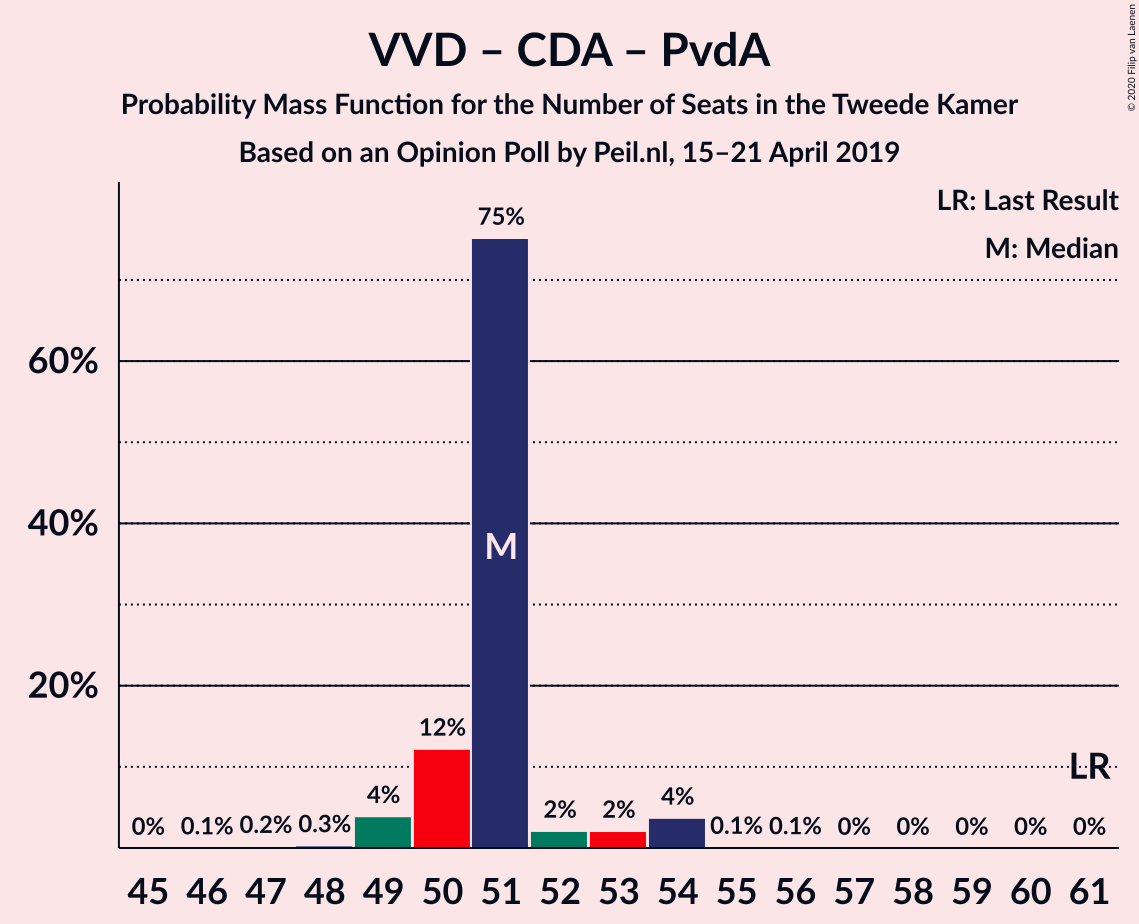 VVD – CDA – PvdA
Probability Mass Function for the Number of Seats in the Tweede Kamer
Based on an Opinion Poll by Peil.nl, 15–21 April 2019
© 2020 Filip van Laenen
LR: Last Result
M: Median
75%
60%
40%
M
20%
12%
LR
0% 0.1% 0.2% 0.3% 4% 2% 2% 4% 0.1% 0.1% 0% 0% 0% 0% 0%
45 46 47 48 49 50 51 52 53 54 55 56 57 58 59 60 61